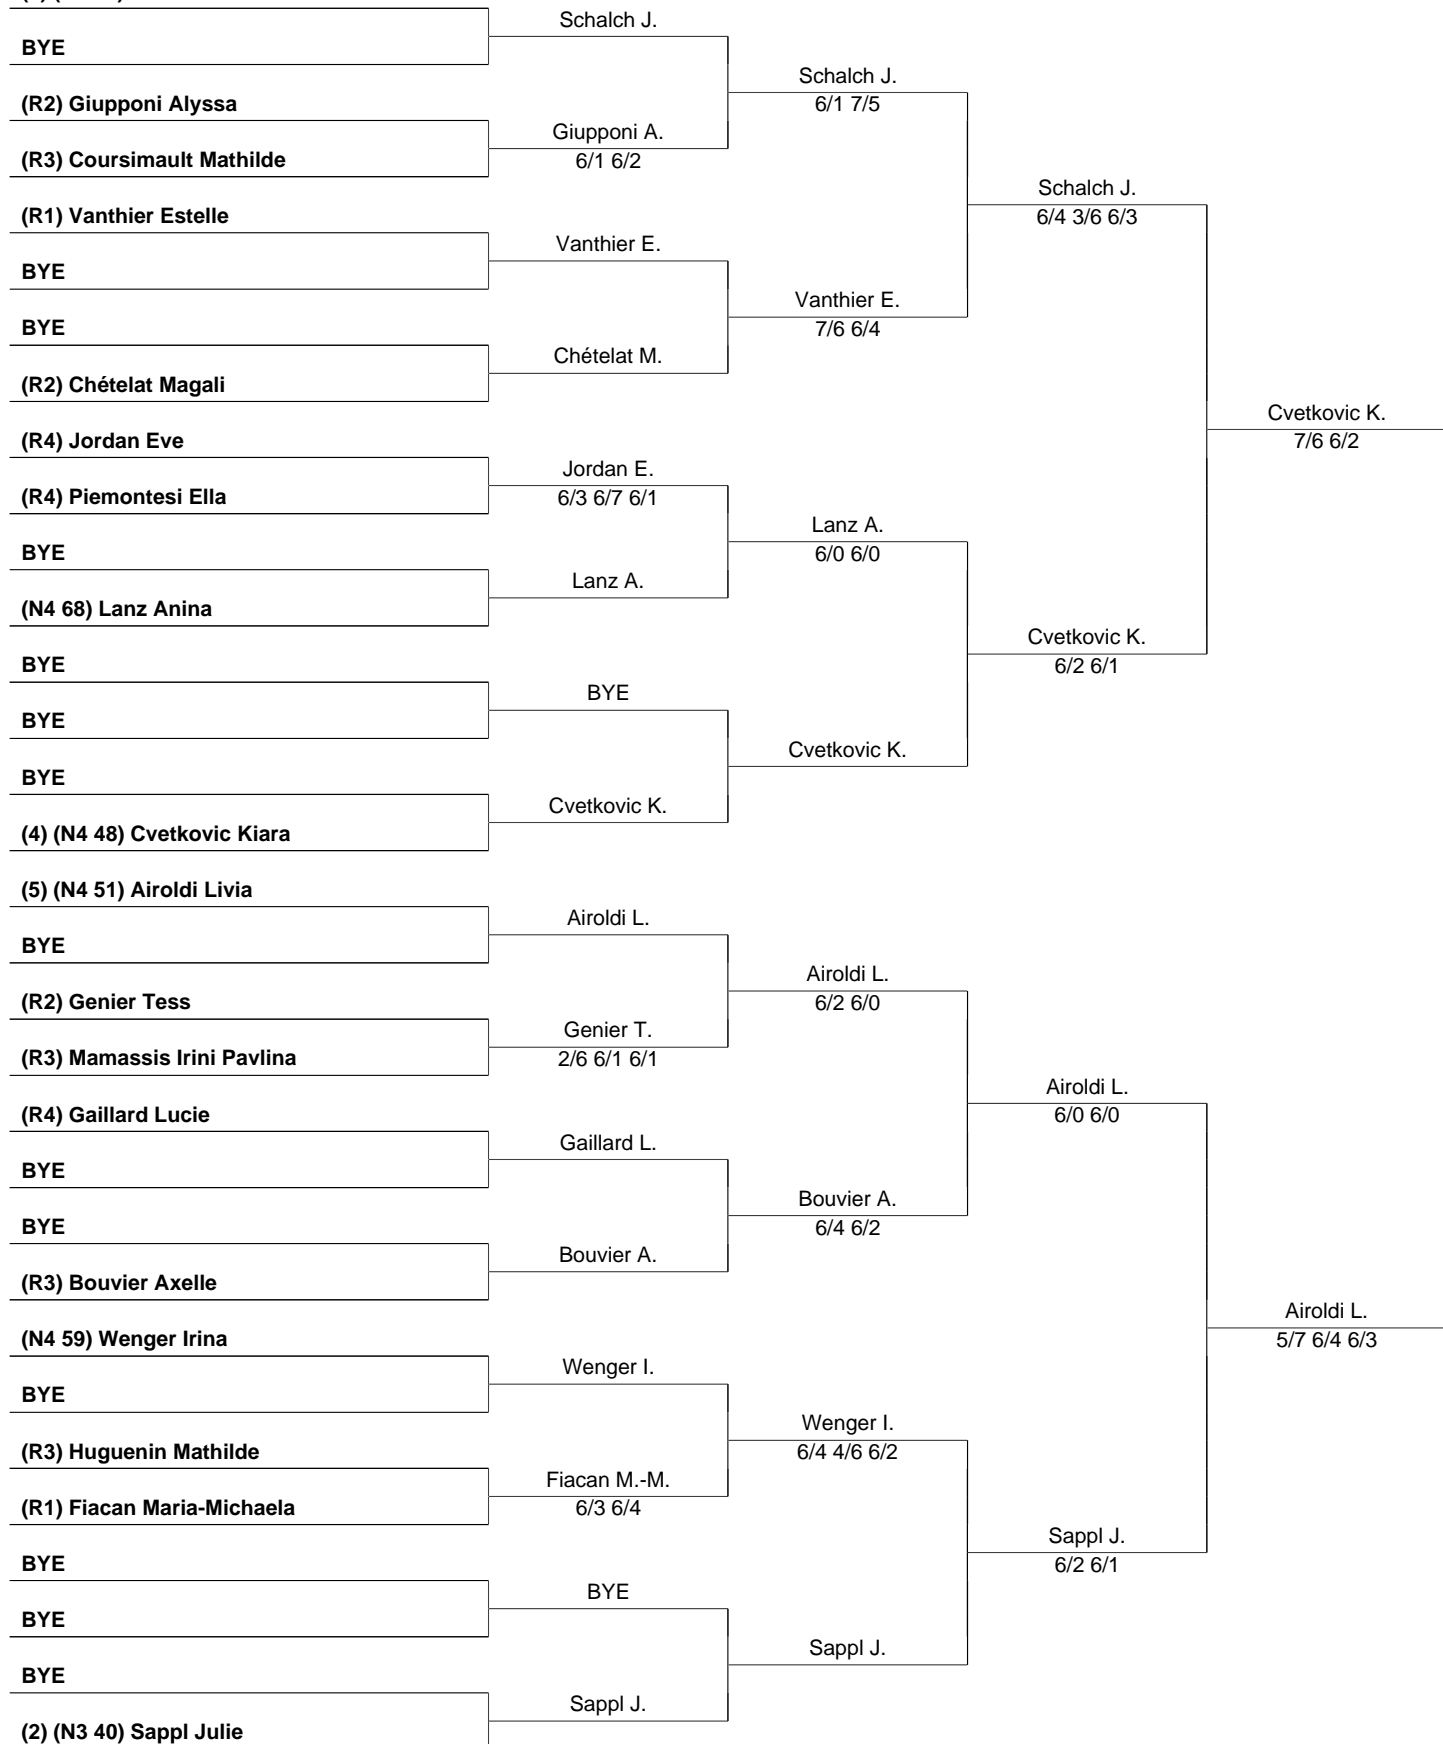 Schalch J.
BYE
Schalch J.
(R2) Giupponi Alyssa
6/1 7/5
Giupponi A.
(R3) Coursimault Mathilde
6/1 6/2
Schalch J.
(R1) Vanthier Estelle
6/4 3/6 6/3
Vanthier E.
BYE
Vanthier E.
BYE
7/6 6/4
Chételat M.
(R2) Chételat Magali
Cvetkovic K.
(R4) Jordan Eve
7/6 6/2
Jordan E.
(R4) Piemontesi Ella
6/3 6/7 6/1
Lanz A.
BYE
6/0 6/0
Lanz A.
(N4 68) Lanz Anina
Cvetkovic K.
BYE
6/2 6/1
BYE
BYE
Cvetkovic K.
BYE
Cvetkovic K.
(4) (N4 48) Cvetkovic Kiara
(5) (N4 51) Airoldi Livia
Airoldi L.
BYE
Airoldi L.
(R2) Genier Tess
6/2 6/0
Genier T.
(R3) Mamassis Irini Pavlina
2/6 6/1 6/1
Airoldi L.
(R4) Gaillard Lucie
6/0 6/0
Gaillard L.
BYE
Bouvier A.
BYE
6/4 6/2
Bouvier A.
(R3) Bouvier Axelle
Airoldi L.
(N4 59) Wenger Irina
5/7 6/4 6/3
Wenger I.
BYE
Wenger I.
(R3) Huguenin Mathilde
6/4 4/6 6/2
Fiacan M.-M.
(R1) Fiacan Maria-Michaela
6/3 6/4
Sappl J.
BYE
6/2 6/1
BYE
BYE
Sappl J.
BYE
Sappl J.
(2) (N3 40) Sappl Julie